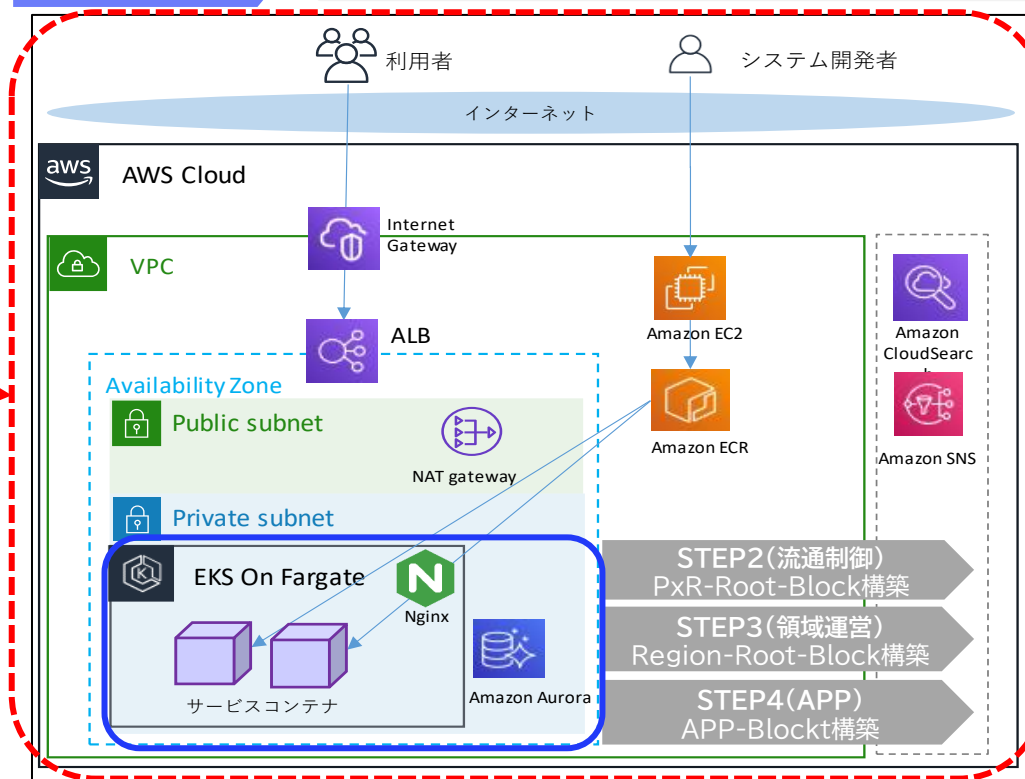 利用者
システム開発者
インターネット
aws
AWS Cloud
Internet
Gateway
VPC
ALB
Amazon EC2
Amazon
CloudSearc
h
Availability Zone
Public subnet
NAT gateway
Amazon ECR
Amazon SNS
Private subnet
EKS On Fargate
Nginx
サービスコンテナ
Amazon Aurora
STEP2(流通制御)
PxR-Root-Block構築
STEP3(領域運営)
Region-Root-Block構築
STEP4(APP)
APP-Blockt構築